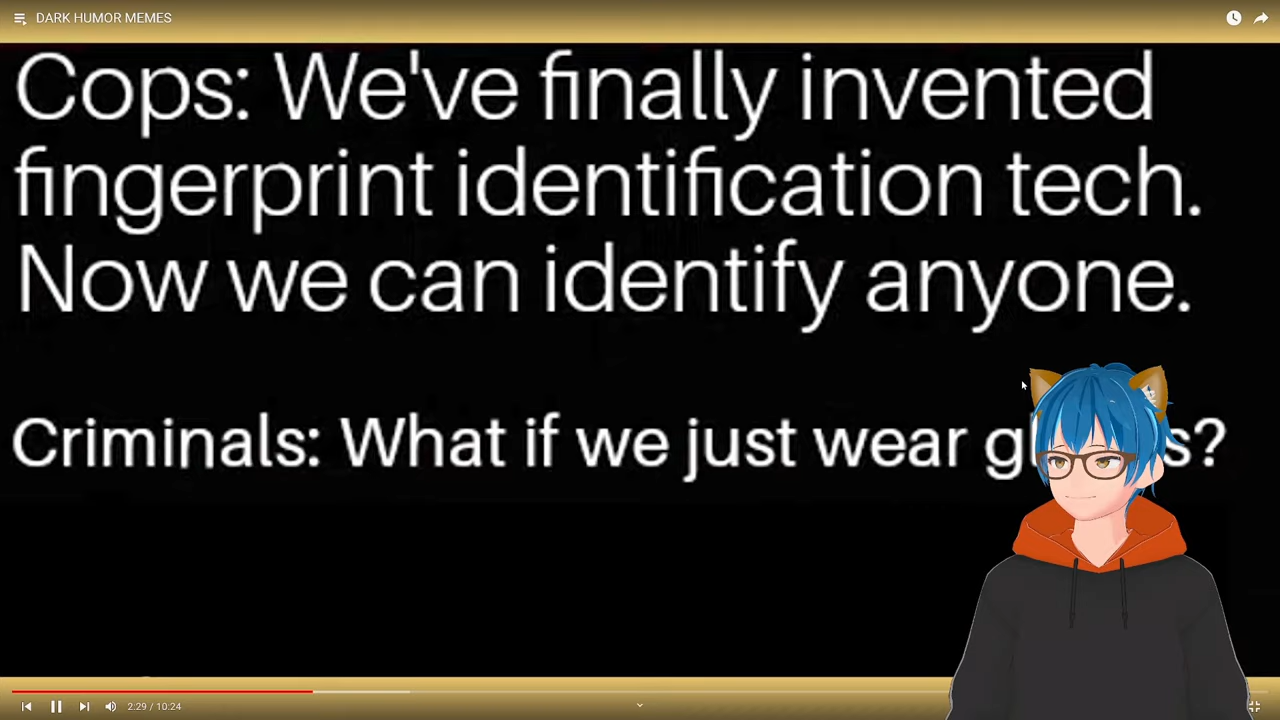 DARK HUMOR MEMES
Cops: We've finally invented
fingerprint identification tech.
Now we can identify anyone.
Criminals: What if we just wear
2:29 / 10:24